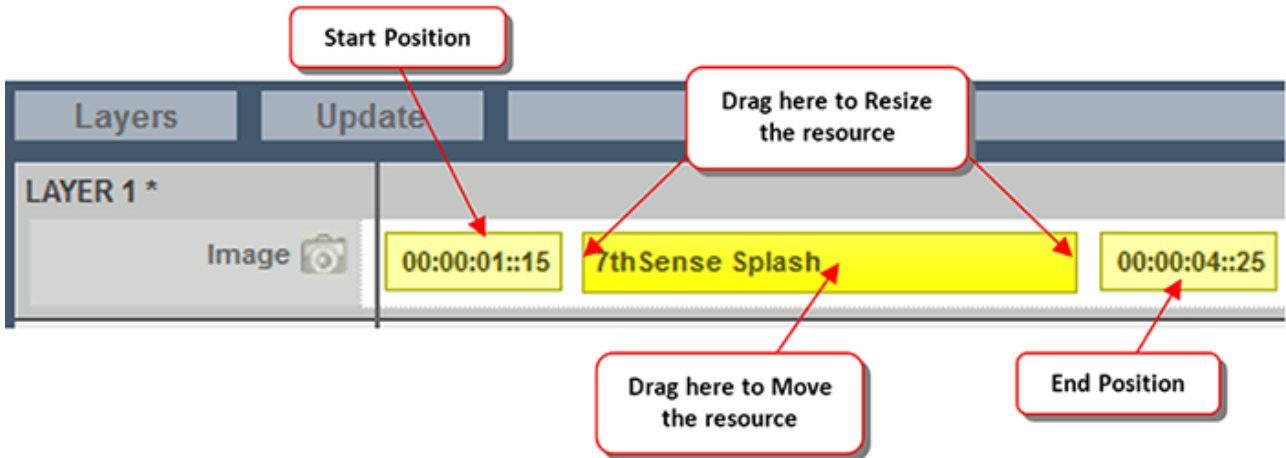 Start Position
Drag here to Resize
the resource
Layers
Update
LAYER 1 *
Image
00:00:01::15
7thSense Splash
00:00:04::25
Drag here to Move
the resource
End Position